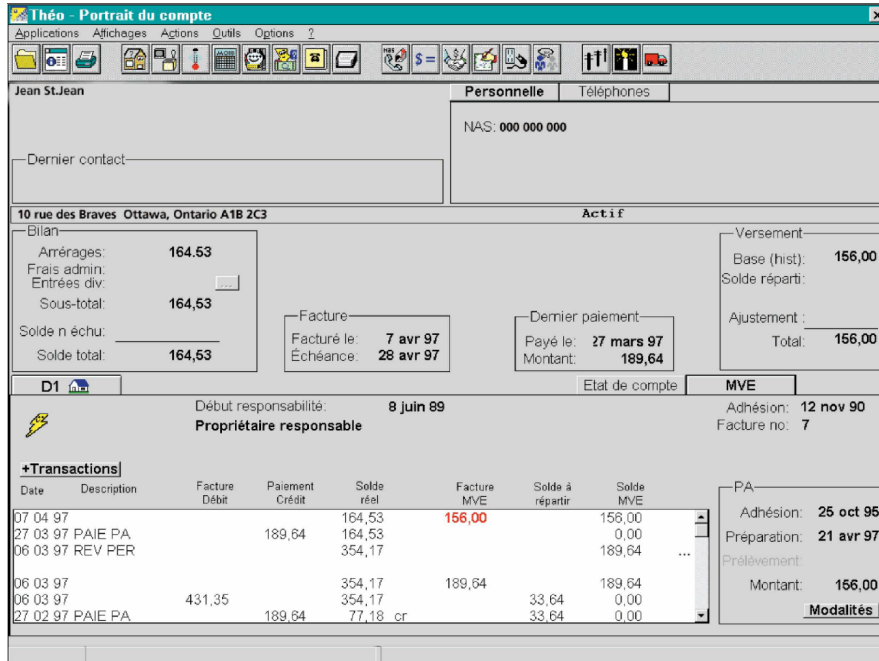 Théo - Portrait du compte
Applications Affichages Actions Outils Options ?
Jean St.Jean
Personnelle Téléphones
NAS: 000 000 000
Dernier contact
10 rue des Braves Ottawa, Ontario A1B 2C3 Actif
Bilan
Arrérages: 164.53
Frais admin:
Entrées div: ...
Sous-total: 164,53
Solde n échu:
Solde total: 164,53
Facture
Facturé le: 7 avr 97
Échéance: 28 avr 97
Dernier paiement
Payé le: 27 mars 97
Montant: 189,64
Versement
Base (hist): 156,00
Solde réparti:
Ajustement :
Total: 156,00
D1 Etat de compte MVE
Début responsabilité: 8 juin 89
Propriétaire responsable
Adhésion: 12 nov 90
Facture no: 7
+Transactions
Date Description Facture Débit Paiement Crédit Solde réel Facture MVE Solde à répartir Solde MVE
07 04 97 164,53 156,00 156,00
27 03 97 PAIE PA 189,64 164,53 0,00
06 03 97 REV PER 354,17 189,64 ...
06 03 97 354,17 189,64 189,64
06 03 97 431,35 354,17 33,64 0,00
27 02 97 PAIE PA 189,64 77,18 cr 33,64 0,00
PA
Adhésion: 25 oct 95
Préparation: 21 avr 97
Prélèvement:
Montant: 156,00
Modalités